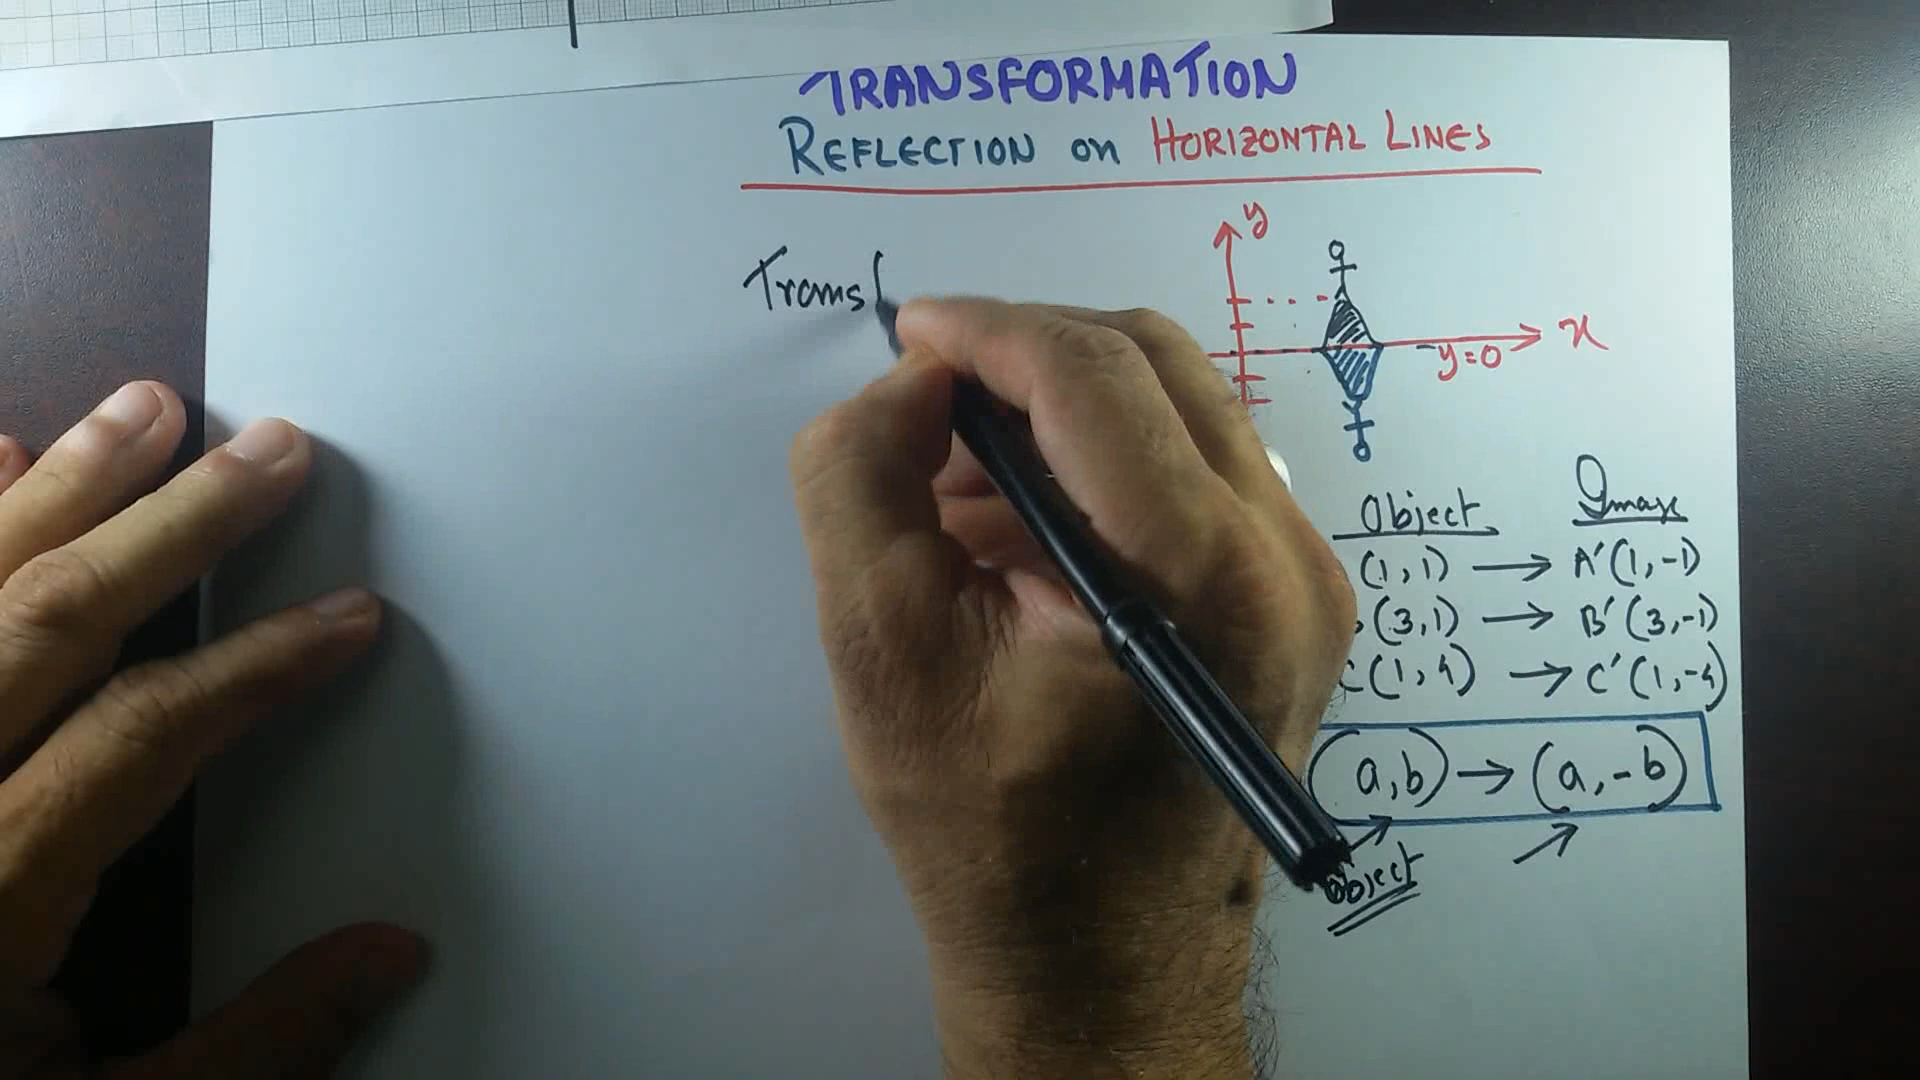 TRANSFORMATION
REFLECTION on HORIZONTAL LINES
Trans
y
x
y=0
Object Image
(1,1) → A'(1,-1)
(3,1) → B'(3,-1)
C(1,4) → C'(1,-4)
(a,b) → (a,-b)
Object